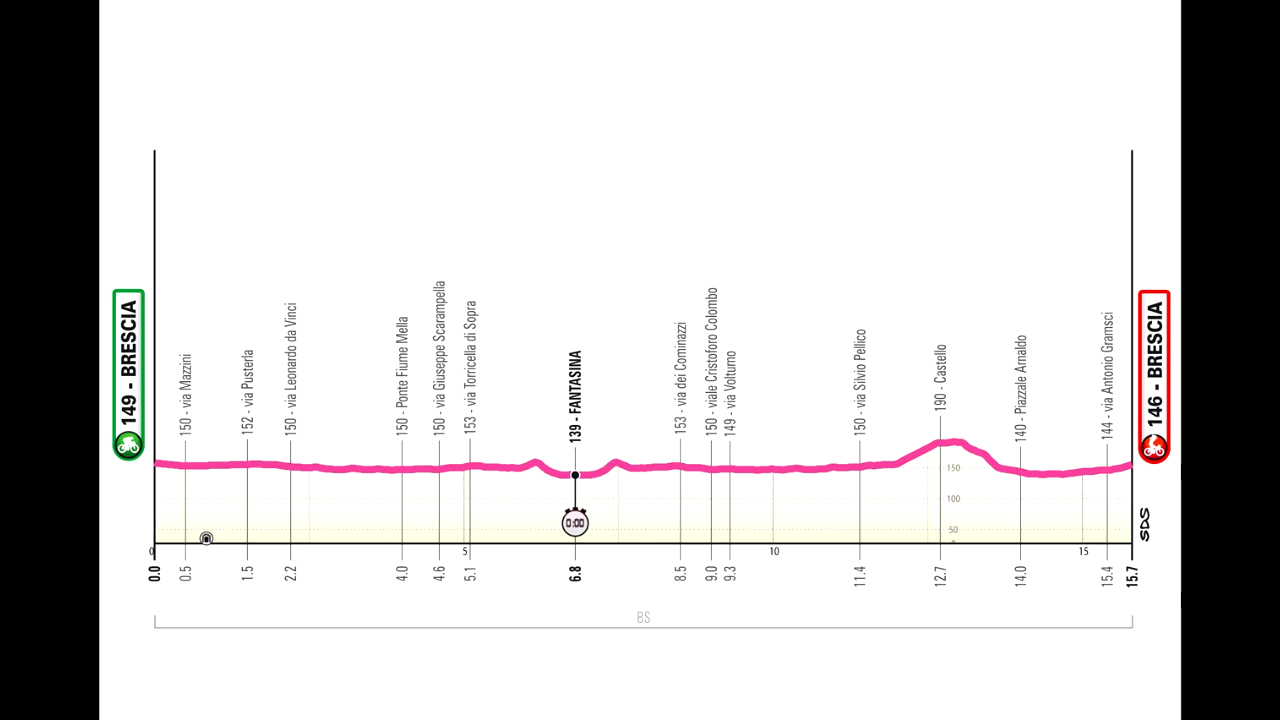 149 - BRESCIA
150 - via Mazzini
152 - via Pusterla
150 - via Leonardo da Vinci
150 - Ponte Fiume Mella
150 - via Giuseppe Scarampella
153 - via Torricella di Sopra
139 - FANTASINA
153 - via dei Cominazzi
150 - viale Cristoforo Colombo
149 - via Volturno
150 - via Silvio Pellico
190 - Castello
140 - Piazzale Arnaldo
144 - via Antonio Gramsci
146 - BRESCIA
150
100
50
0
0:00
SDS
0 5 10 15
0.0 0.5 1.5 2.2 4.0 4.6 5.1 6.8 8.5 9.0 9.3 11.4 12.7 14.0 15.4 15.7
BS